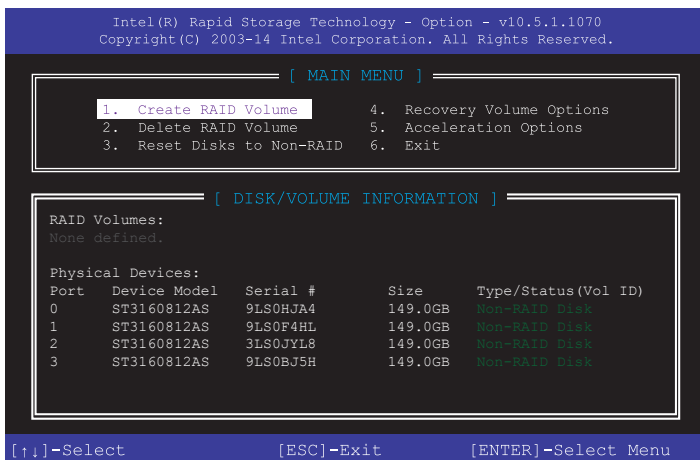 Intel(R) Rapid Storage Technology - Option - v10.5.1.1070
Copyright(C) 2003-14 Intel Corporation. All Rights Reserved.
[ MAIN MENU ]
1. Create RAID Volume 4. Recovery Volume Options
2. Delete RAID Volume 5. Acceleration Options
3. Reset Disks to Non-RAID 6. Exit
[ DISK/VOLUME INFORMATION ]
RAID Volumes:
None defined.
Physical Devices:
Port Device Model Serial # Size Type/Status(Vol ID)
0 ST3160812AS 9LS0HJA4 149.0GB Non-RAID Disk
1 ST3160812AS 9LS0F4HL 149.0GB Non-RAID Disk
2 ST3160812AS 3LS0JYL8 149.0GB Non-RAID Disk
3 ST3160812AS 9LS0BJ5H 149.0GB Non-RAID Disk
[↑↓]-Select [ESC]-Exit [ENTER]-Select Menu